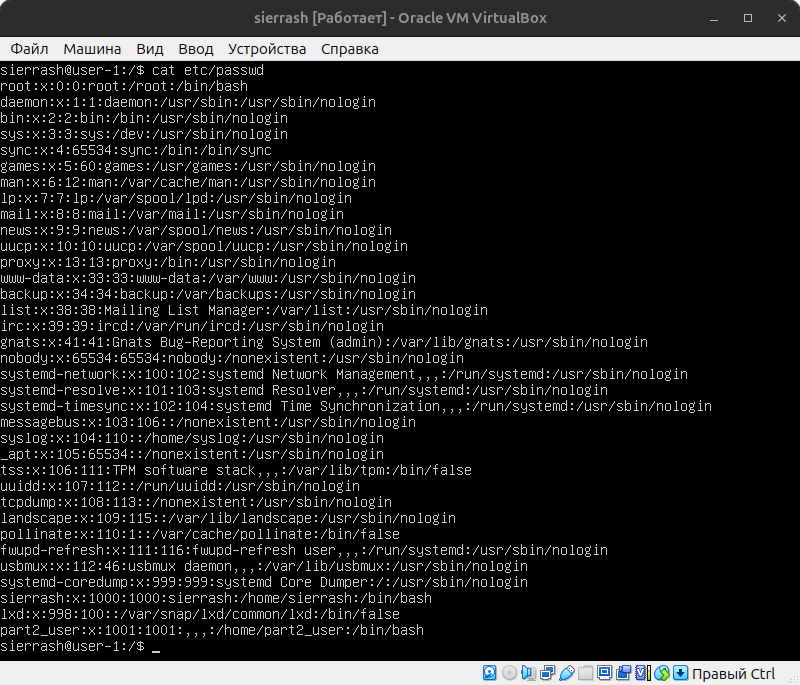 sierrash [Работает] - Oracle VM VirtualBox
Файл Машина Вид Ввод Устройства Справка
sierrash@user-1:/$ cat etc/passwd
root:x:0:0:root:/root:/bin/bash
daemon:x:1:1:daemon:/usr/sbin:/usr/sbin/nologin
bin:x:2:2:bin:/bin:/usr/sbin/nologin
sys:x:3:3:sys:/dev:/usr/sbin/nologin
sync:x:4:65534:sync:/bin:/bin/sync
games:x:5:60:games:/usr/games:/usr/sbin/nologin
man:x:6:12:man:/var/cache/man:/usr/sbin/nologin
lp:x:7:7:lp:/var/spool/lpd:/usr/sbin/nologin
mail:x:8:8:mail:/var/mail:/usr/sbin/nologin
news:x:9:9:news:/var/spool/news:/usr/sbin/nologin
uucp:x:10:10:uucp:/var/spool/uucp:/usr/sbin/nologin
proxy:x:13:13:proxy:/bin:/usr/sbin/nologin
www-data:x:33:33:www-data:/var/www:/usr/sbin/nologin
backup:x:34:34:backup:/var/backups:/usr/sbin/nologin
list:x:38:38:Mailing List Manager:/var/list:/usr/sbin/nologin
irc:x:39:39:ircd:/var/run/ircd:/usr/sbin/nologin
gnats:x:41:41:Gnats Bug-Reporting System (admin):/var/lib/gnats:/usr/sbin/nologin
nobody:x:65534:65534:nobody:/nonexistent:/usr/sbin/nologin
systemd-network:x:100:102:systemd Network Management,,,:/run/systemd:/usr/sbin/nologin
systemd-resolve:x:101:103:systemd Resolver,,,:/run/systemd:/usr/sbin/nologin
systemd-timesync:x:102:104:systemd Time Synchronization,,,:/run/systemd:/usr/sbin/nologin
messagebus:x:103:106::/nonexistent:/usr/sbin/nologin
syslog:x:104:110::/home/syslog:/usr/sbin/nologin
_apt:x:105:65534::/nonexistent:/usr/sbin/nologin
tss:x:106:111:TPM software stack,,,:/var/lib/tpm:/bin/false
uuidd:x:107:112::/run/uuidd:/usr/sbin/nologin
tcpdump:x:108:113::/nonexistent:/usr/sbin/nologin
landscape:x:109:115::/var/lib/landscape:/usr/sbin/nologin
pollinate:x:110:1::/var/cache/pollinate:/bin/false
fwupd-refresh:x:111:116:fwupd-refresh user,,,:/run/systemd:/usr/sbin/nologin
usbmux:x:112:46:usbmux daemon,,,:/var/lib/usbmux:/usr/sbin/nologin
systemd-coredump:x:999:999:systemd Core Dumper:/:/usr/sbin/nologin
sierrash:x:1000:1000:sierrash:/home/sierrash:/bin/bash
lxd:x:998:100::/var/snap/lxd/common/lxd:/bin/false
part2_user:x:1001:1001:,,,:/home/part2_user:/bin/bash
sierrash@user-1:/$ _
Правый Ctrl